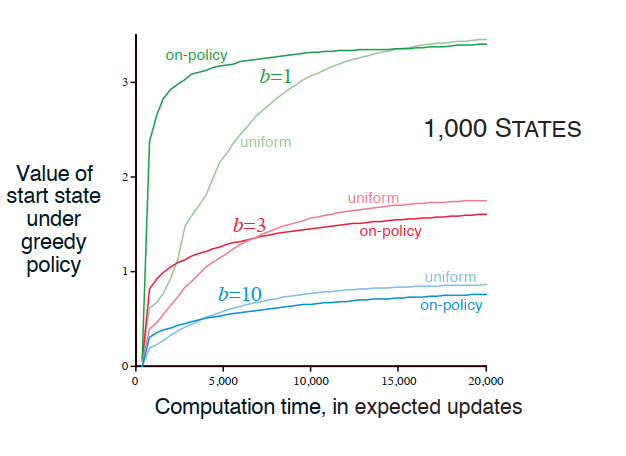 on-policy
b=1
3
uniform
1,000 STATES
Value of
start state
under
greedy
policy
2
uniform
b=3
on-policy
1
b=10
uniform
on-policy
0
0
5,000
10,000
15,000
20,000
Computation time, in expected updates